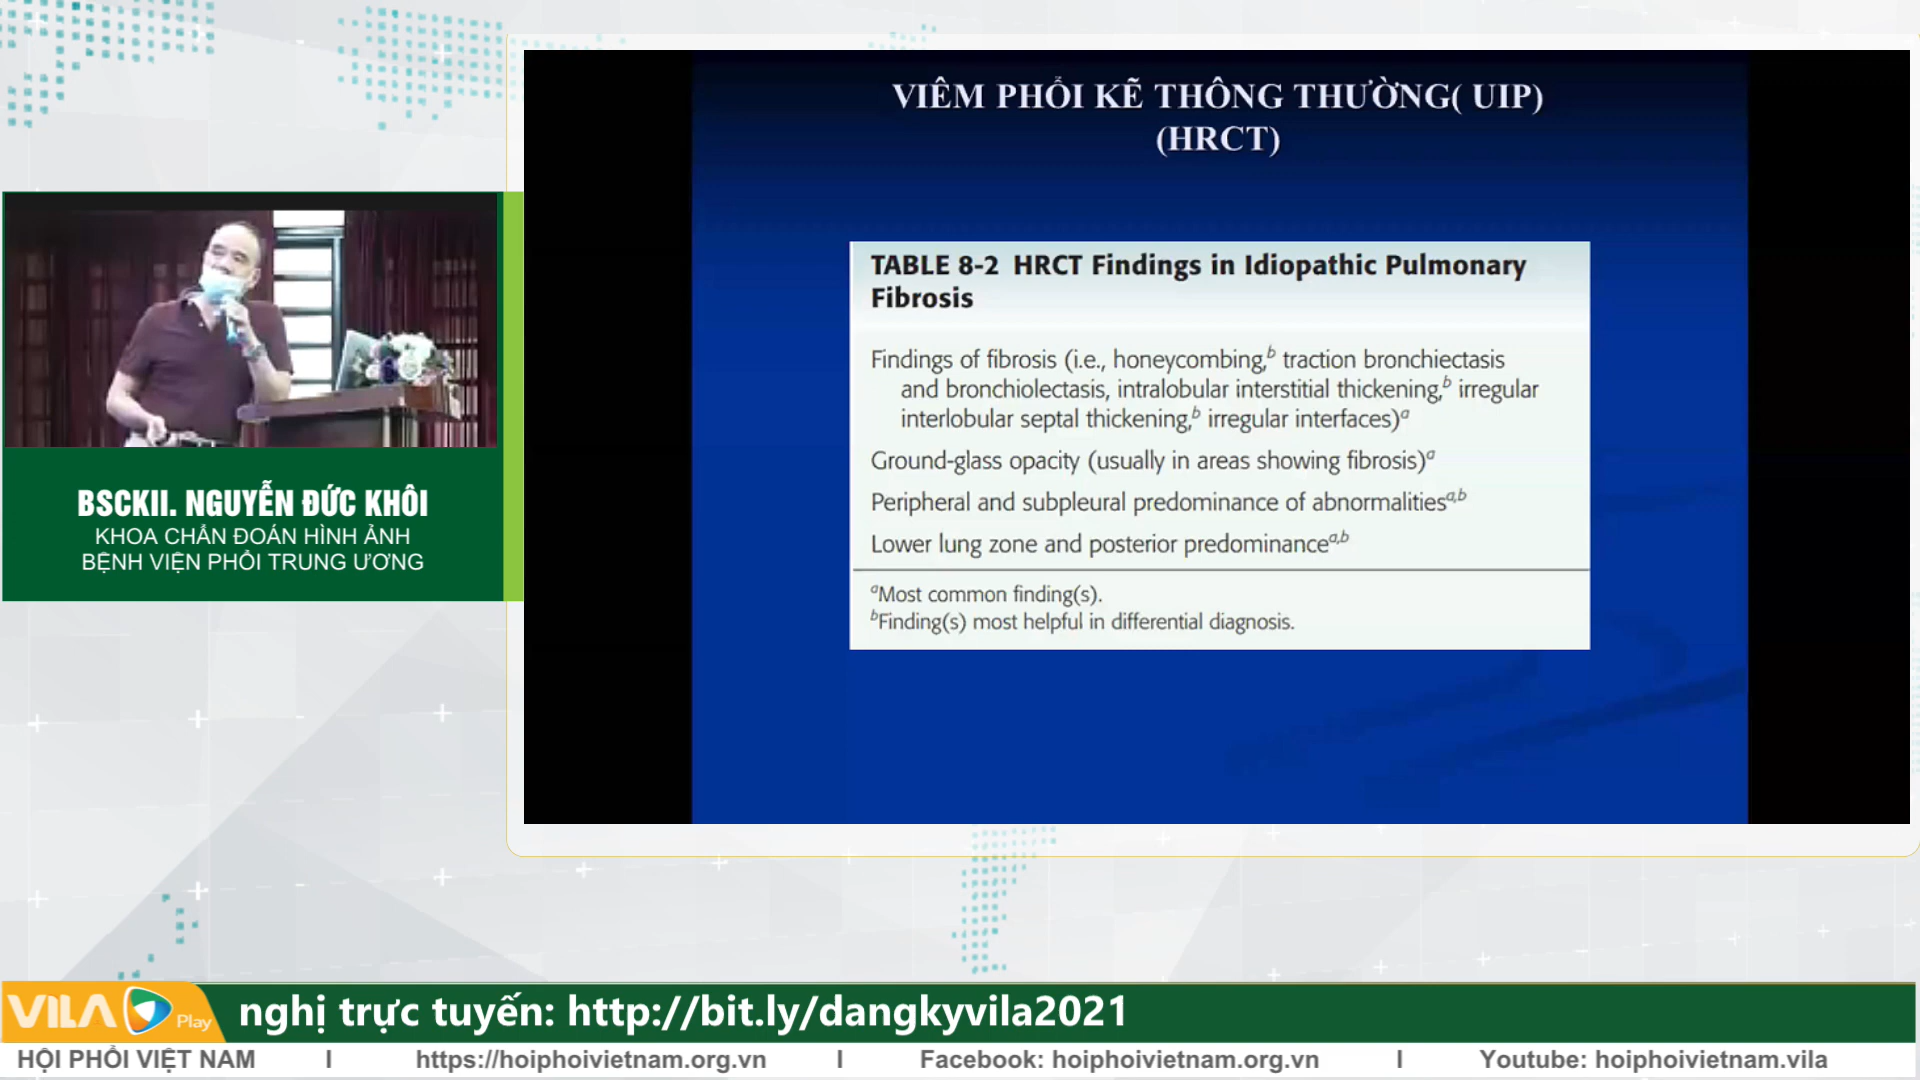 VIÊM PHỔI KẼ THÔNG THƯỜNG( UIP)
(HRCT)
TABLE 8-2 HRCT Findings in Idiopathic Pulmonary
Fibrosis
Findings of fibrosis (i.e., honeycombing,b traction bronchiectasis
and bronchiolectasis, intralobular interstitial thickening,b irregular
interlobular septal thickening,b irregular interfaces)a
Ground-glass opacity (usually in areas showing fibrosis)a
Peripheral and subpleural predominance of abnormalitiesa,b
Lower lung zone and posterior predominancea,b
aMost common finding(s).
bFinding(s) most helpful in differential diagnosis.
BSCKII. NGUYỄN ĐỨC KHÔI
KHOA CHẨN ĐOÁN HÌNH ẢNH
BỆNH VIỆN PHỔI TRUNG ƯƠNG
VILA Play
nghị trực tuyến: http://bit.ly/dangkyvila2021
HỘI PHỔI VIỆT NAM I https://hoiphoivietnam.org.vn I Facebook: hoiphoivietnam.org.vn I Youtube: hoiphoivietnam.vila